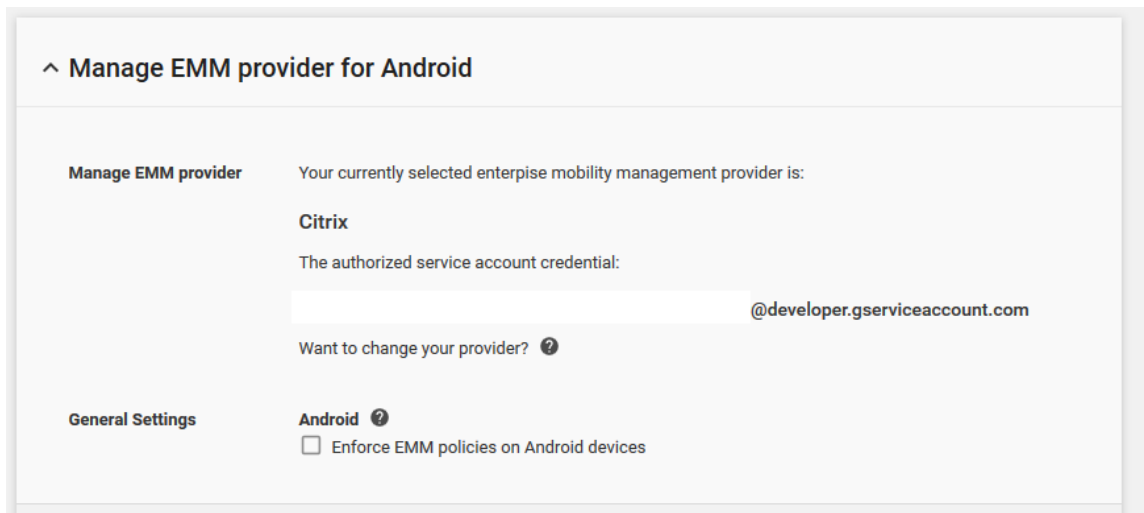 Manage EMM provider for Android
Manage EMM provider
Your currently selected enterpise mobility management provider is:
Citrix
The authorized service account credential:
@developer.gserviceaccount.com
Want to change your provider?
General Settings
Android
Enforce EMM policies on Android devices